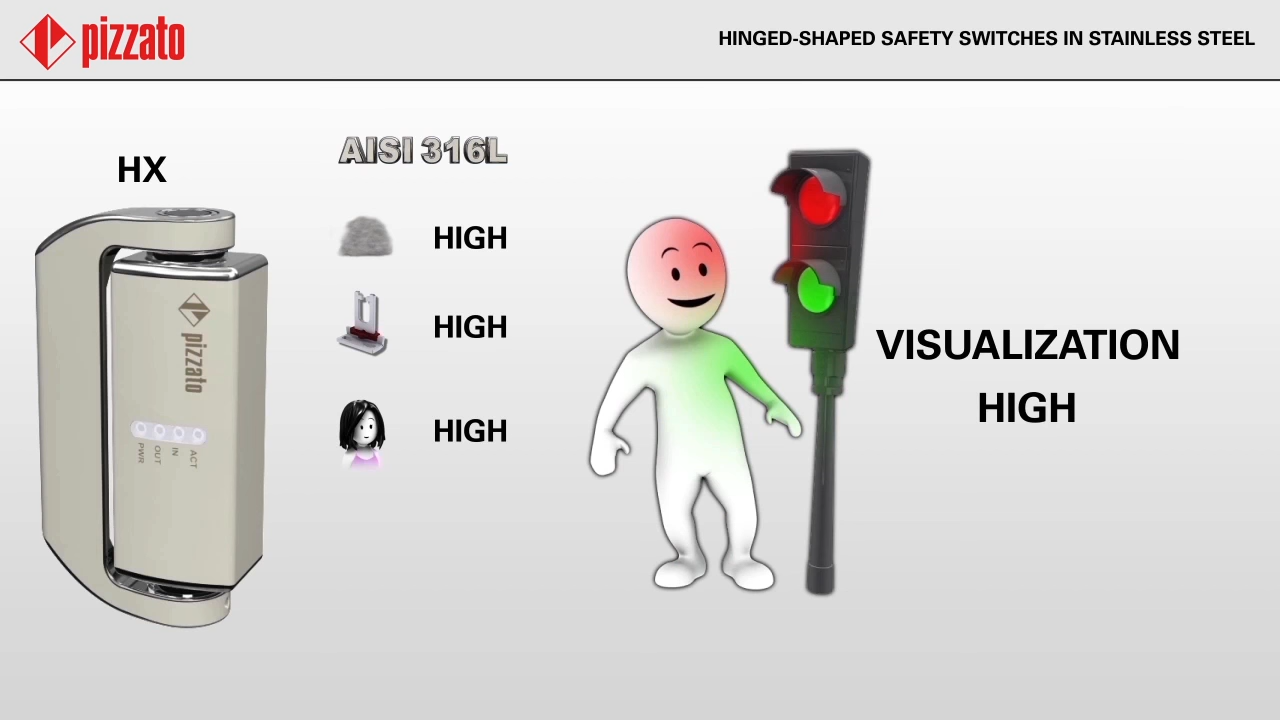 pizzato
HINGED-SHAPED SAFETY SWITCHES IN STAINLESS STEEL
HX
AISI 316L
HIGH
HIGH
HIGH
pizzato
PWR
OUT
IN
ACT
VISUALIZATION
HIGH